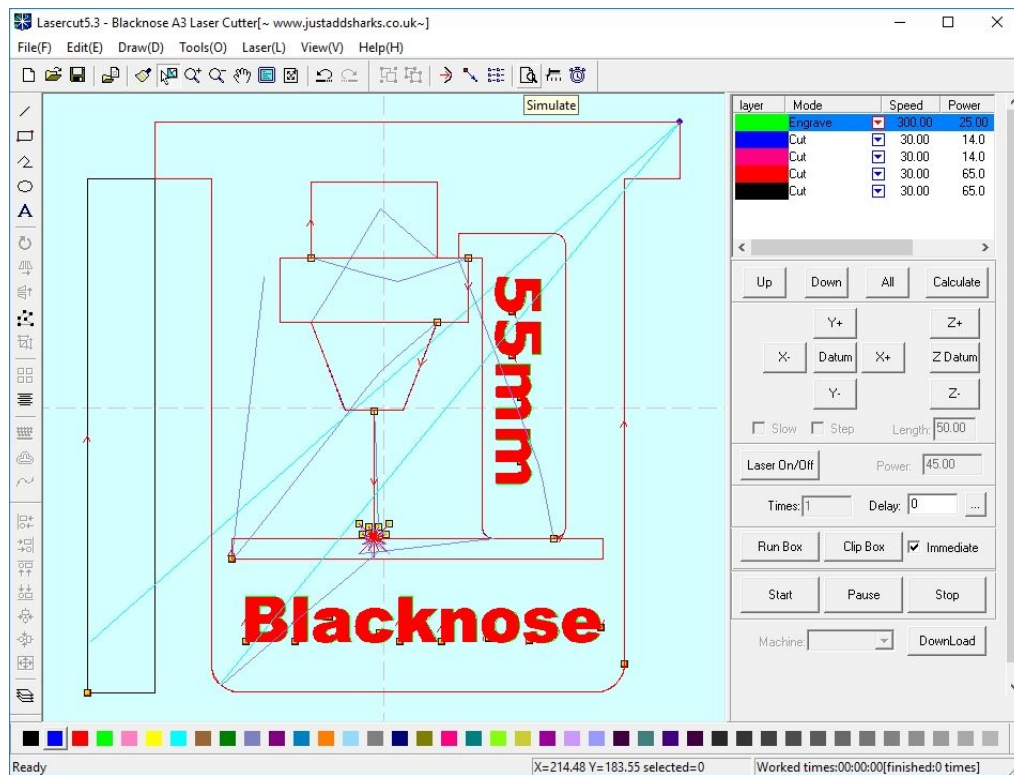 Lasercut5.3 - Blacknose A3 Laser Cutter[~ www.justaddsharks.co.uk~]
File(F) Edit(E) Draw(D) Tools(O) Laser(L) View(V) Help(H)
Simulate
layer Mode Speed Power
Engrave 300.00 25.00
Cut 30.00 14.0
Cut 30.00 14.0
Cut 30.00 65.0
Cut 30.00 65.0
Up Down All Calculate
Y+ Z+
X- Datum X+ Z Datum
Y- Z-
Slow Step Length: 50.00
Laser On/Off Power: 45.00
Times: 1 Delay: 0 ...
Run Box Clip Box Immediate
Start Pause Stop
Machine: DownLoad
55mm
Blacknose
A
Ready X=214.48 Y=183.55 selected=0 Worked times:00:00:00[finished:0 times]